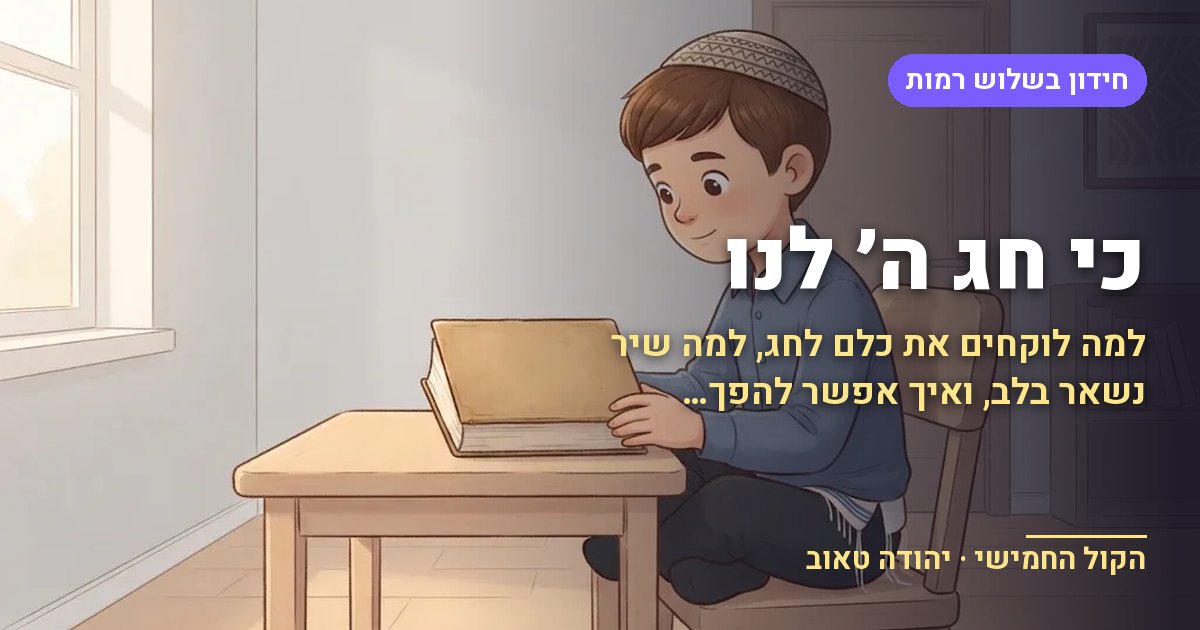 חידון בשלוש רמות
כי חג ה׳ לנו
למה לוקחים את כלם לחג, למה שיר
נשאר בלב, ואיך אפשר להפך...
הקול החמישי · יהודה טאוב